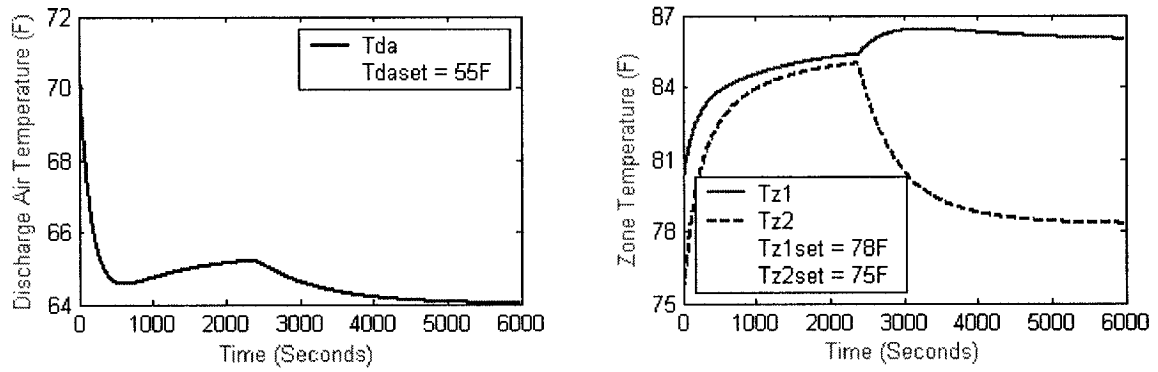 72
70
68
66
64
Discharge Air Temperature (F)
Tda
Tdaset = 55F
0 1000 2000 3000 4000 5000 6000
Time (Seconds)
87
84
81
78
75
Zone Temperature (F)
Tz1
Tz2
Tz1set = 78F
Tz2set = 75F
0 1000 2000 3000 4000 5000 6000
Time (Seconds)